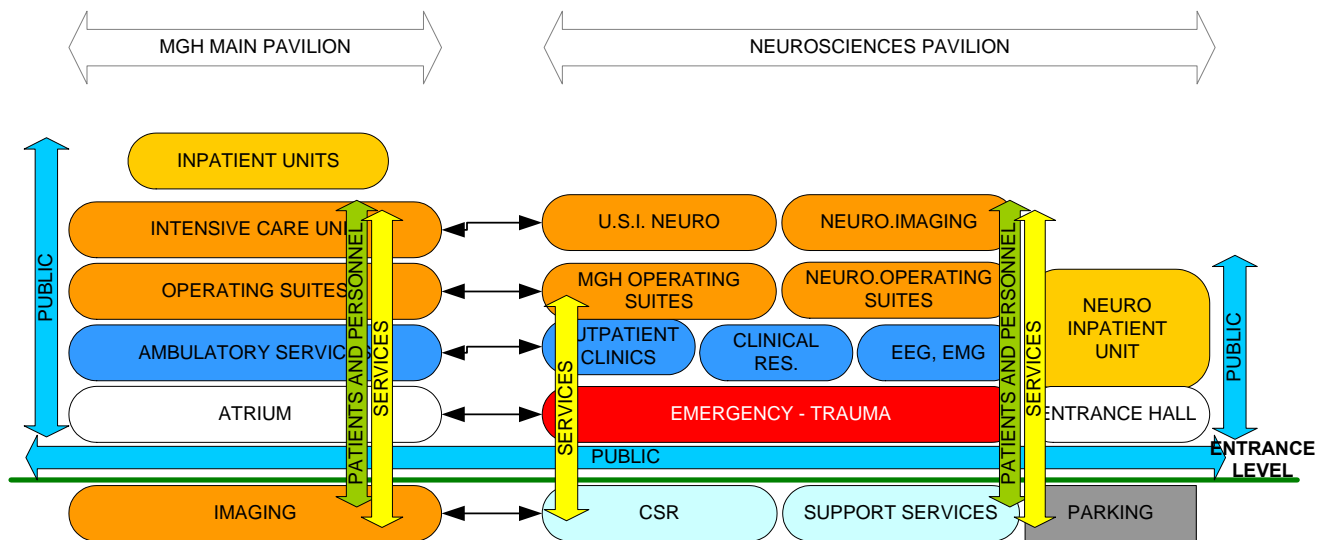 MGH MAIN PAVILION
NEUROSCIENCES PAVILION
INPATIENT UNITS
INTENSIVE CARE UNI
U.S.I. NEURO
NEURO.IMAGING
OPERATING SUITES
MGH OPERATING
SUITES
NEURO.OPERATING
SUITES
NEURO
INPATIENT
UNIT
AMBULATORY SERVICES
UTPATIENT
CLINICS
CLINICAL
RES.
EEG, EMG
ATRIUM
EMERGENCY - TRAUMA
ENTRANCE HALL
PUBLIC
ENTRANCE
LEVEL
IMAGING
CSR
SUPPORT SERVICES
PARKING
PUBLIC
PATIENTS AND PERSONNEL
SERVICES
SERVICES
PATIENTS AND PERSONNEL
SERVICES
PUBLIC